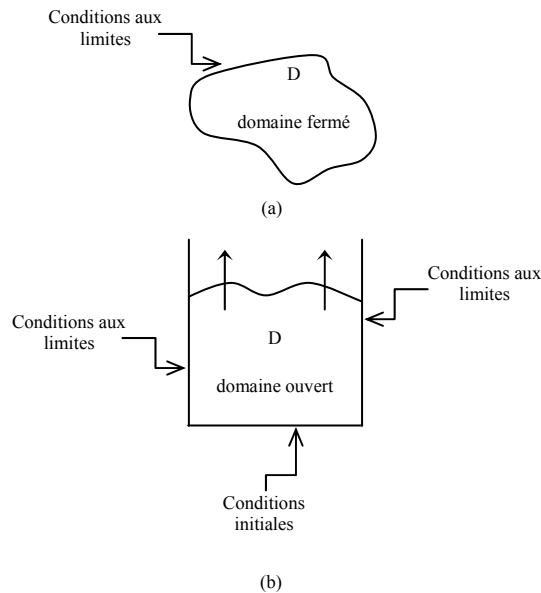 Conditions aux
limites
D
domaine fermé
(a)
Conditions aux
limites
Conditions aux
limites
D
domaine ouvert
Conditions
initiales
(b)